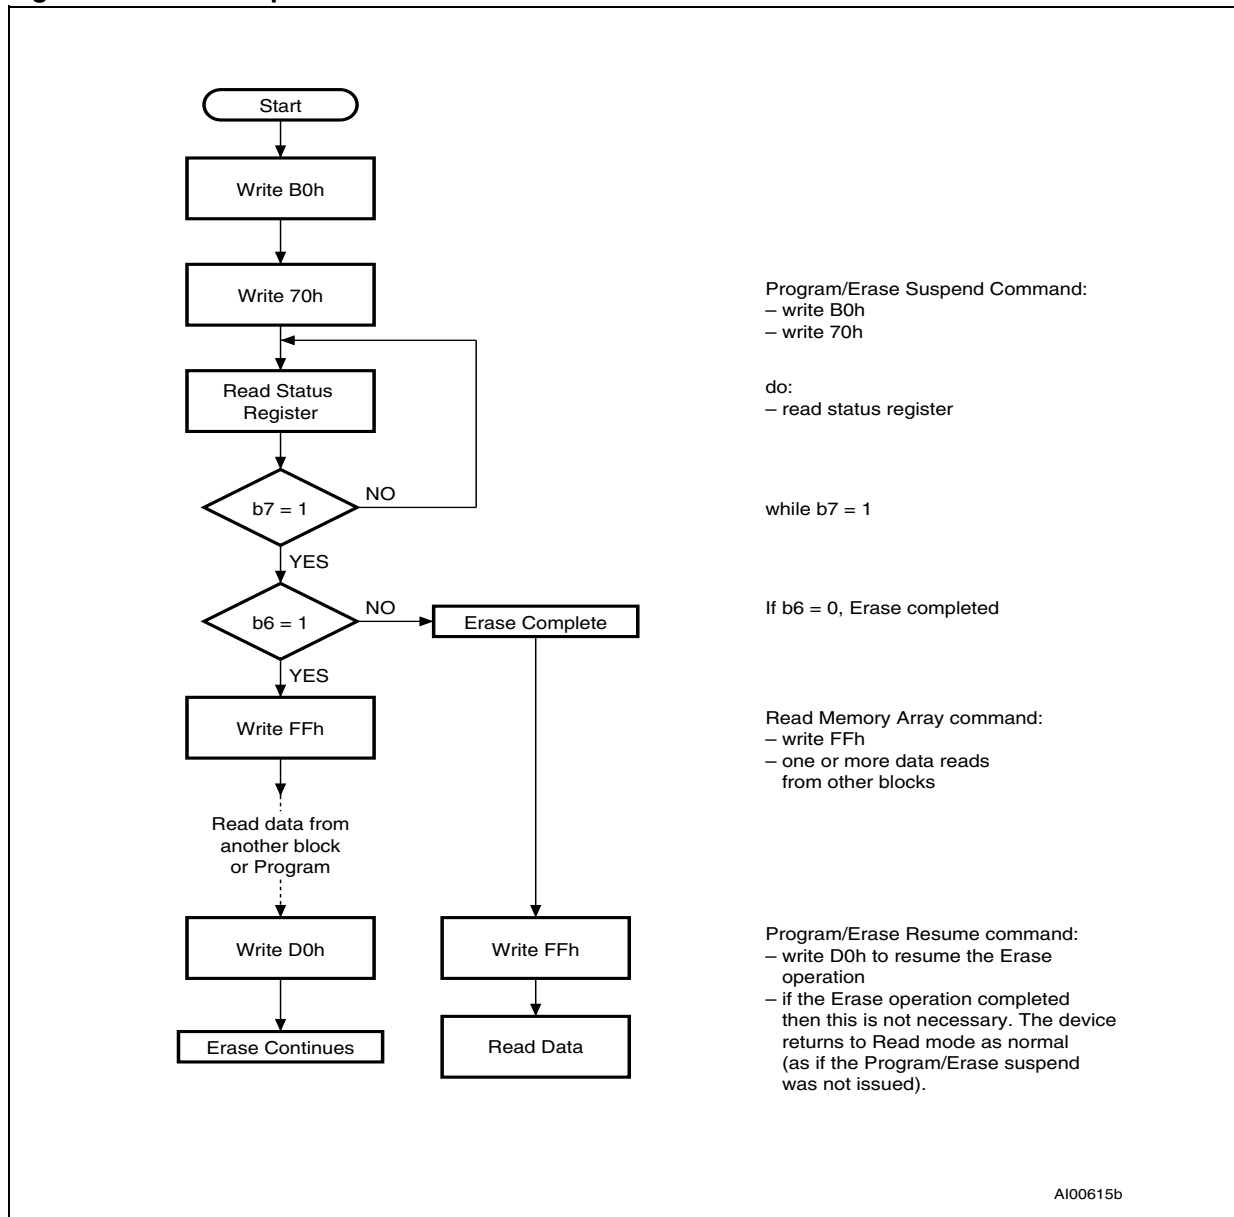 Start
Write B0h
Write 70h
Program/Erase Suspend Command:
– write B0h
– write 70h
Read Status
Register
do:
– read status register
b7 = 1
NO
while b7 = 1
YES
b6 = 1
NO
Erase Complete
If b6 = 0, Erase completed
YES
Write FFh
Read Memory Array command:
– write FFh
– one or more data reads
from other blocks
Read data from
another block
or Program
Write D0h
Write FFh
Program/Erase Resume command:
– write D0h to resume the Erase
operation
– if the Erase operation completed
then this is not necessary. The device
returns to Read mode as normal
(as if the Program/Erase suspend
was not issued).
Erase Continues
Read Data
AI00615b